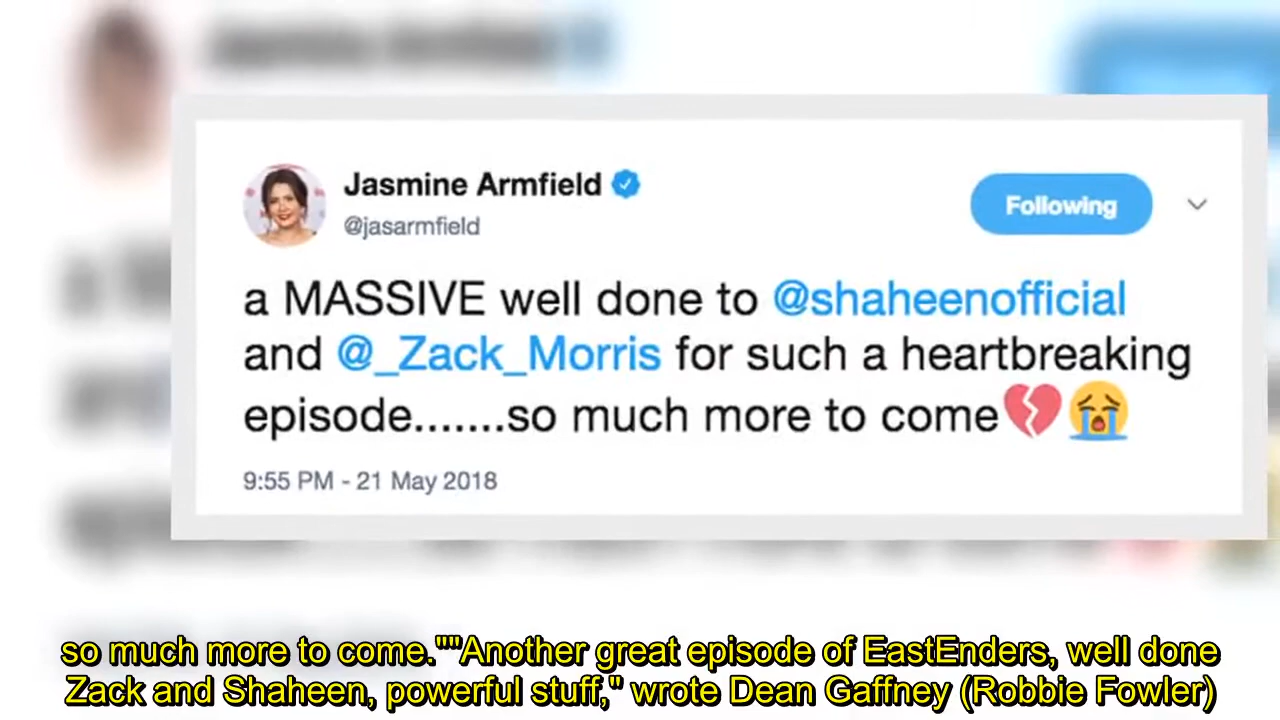 Jasmine Armfield
@jasarmfield
Following
a MASSIVE well done to @shaheenofficial
and @_Zack_Morris for such a heartbreaking
episode.......so much more to come💔😭
9:55 PM - 21 May 2018
so much more to come.""Another great episode of EastEnders, well done
Zack and Shaheen, powerful stuff," wrote Dean Gaffney (Robbie Fowler)